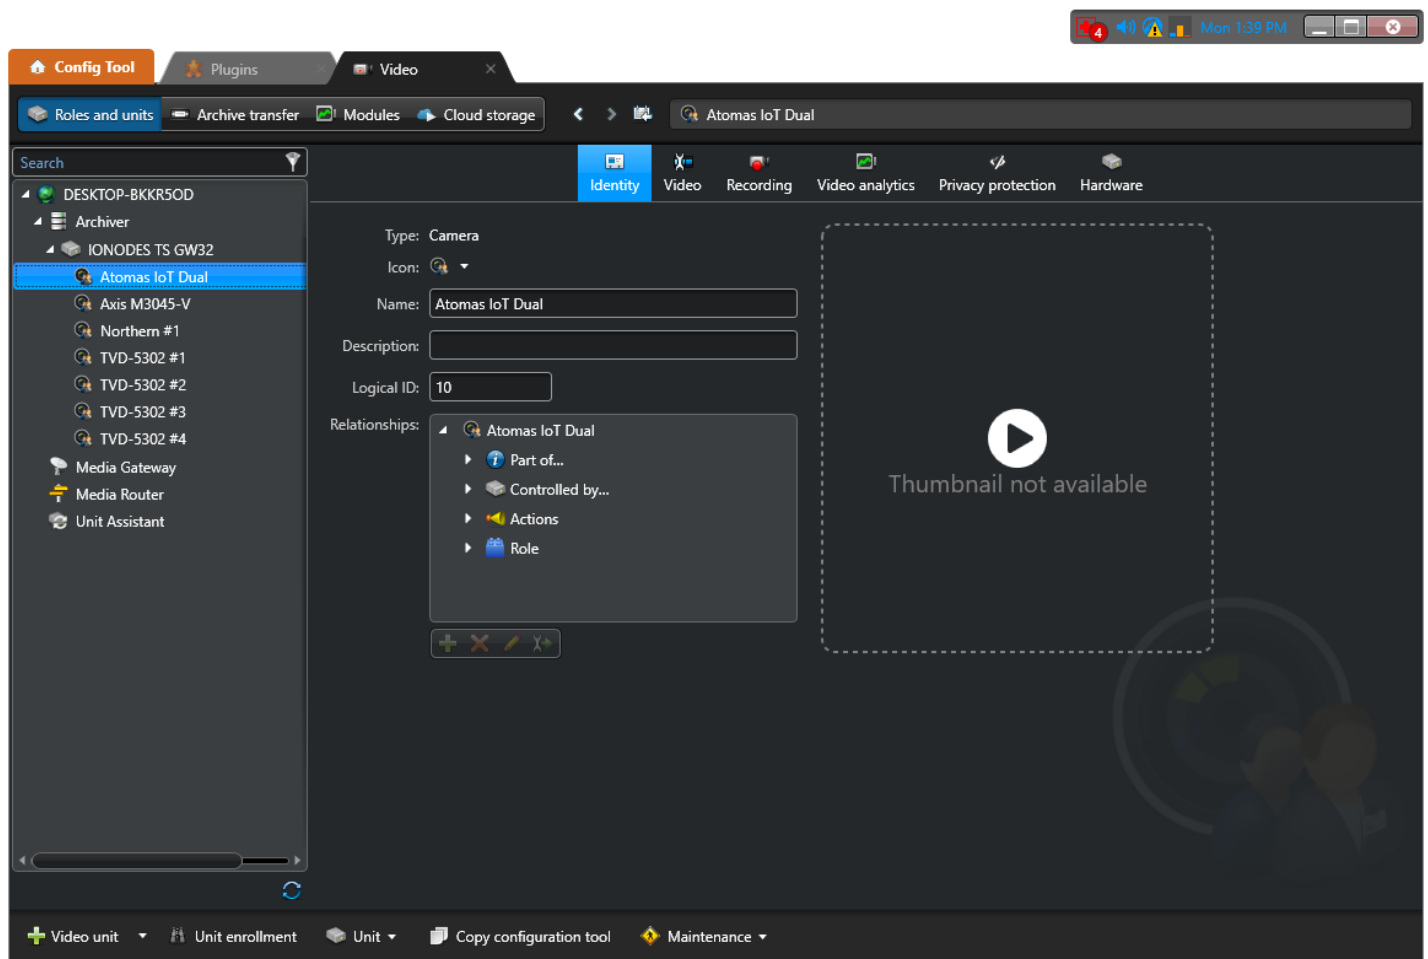 4 Mon 1:39 PM
Config Tool Plugins Video
Roles and units Archive transfer Modules Cloud storage Atomas IoT Dual
Search
Identity Video Recording Video analytics Privacy protection Hardware
DESKTOP-BKKR5OD
Archiver
IONODES TS GW32
Atomas IoT Dual
Axis M3045-V
Northern #1
TVD-5302 #1
TVD-5302 #2
TVD-5302 #3
TVD-5302 #4
Media Gateway
Media Router
Unit Assistant
Type: Camera
Icon:
Name: Atomas IoT Dual
Description:
Logical ID: 10
Relationships: Atomas IoT Dual
Part of...
Controlled by...
Actions
Role
Thumbnail not available
Video unit Unit enrollment Unit Copy configuration tool Maintenance